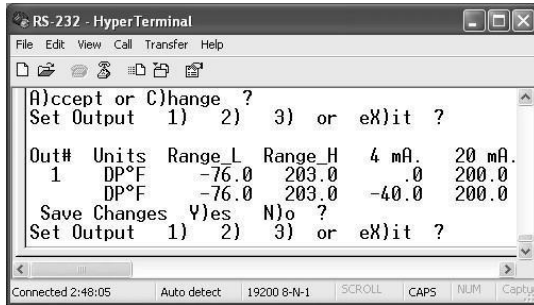 RS-232 - HyperTerminal
File Edit View Call Transfer Help
A)ccept or C)hange ?
Set Output 1) 2) 3) or eX)it ?
Out# Units Range_L Range_H 4 mA. 20 mA.
1 DP°F -76.0 203.0 .0 200.0
DP°F -76.0 203.0 -40.0 200.0
Save Changes Y)es N)o ?
Set Output 1) 2) 3) or eX)it ?
Connected 2:48:05 Auto detect 19200 8-N-1 SCROLL CAPS NUM Captu